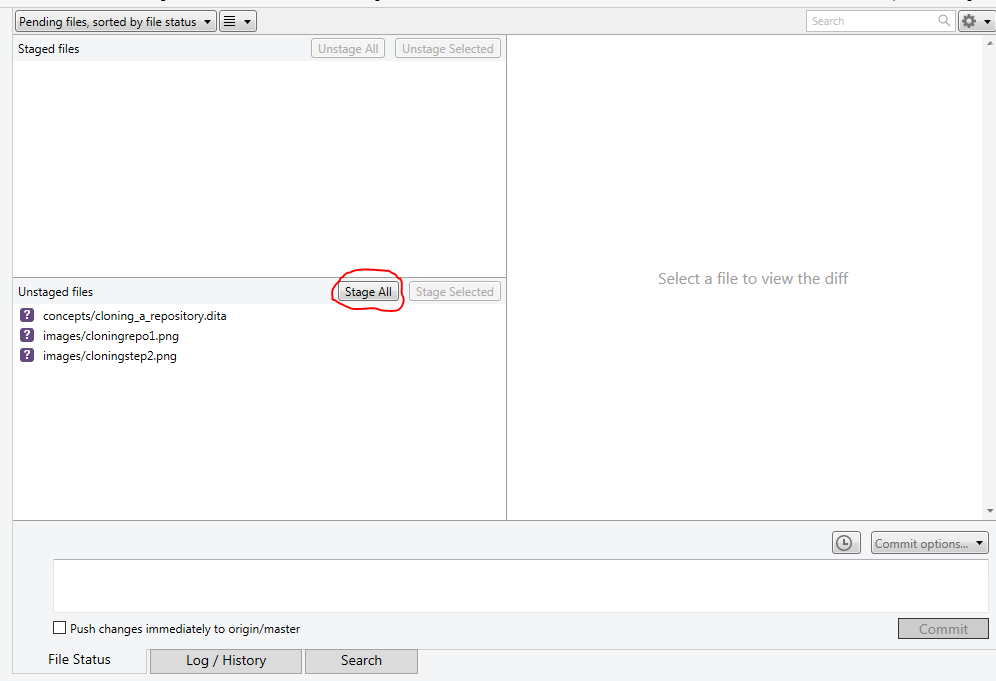 Pending files, sorted by file status
Search
Staged files
Unstage All
Unstage Selected
Select a file to view the diff
Unstaged files
Stage All
Stage Selected
? concepts/cloning_a_repository.dita
? images/cloningrepo1.png
? images/cloningstep2.png
Commit options...
Push changes immediately to origin/master
Commit
File Status
Log / History
Search